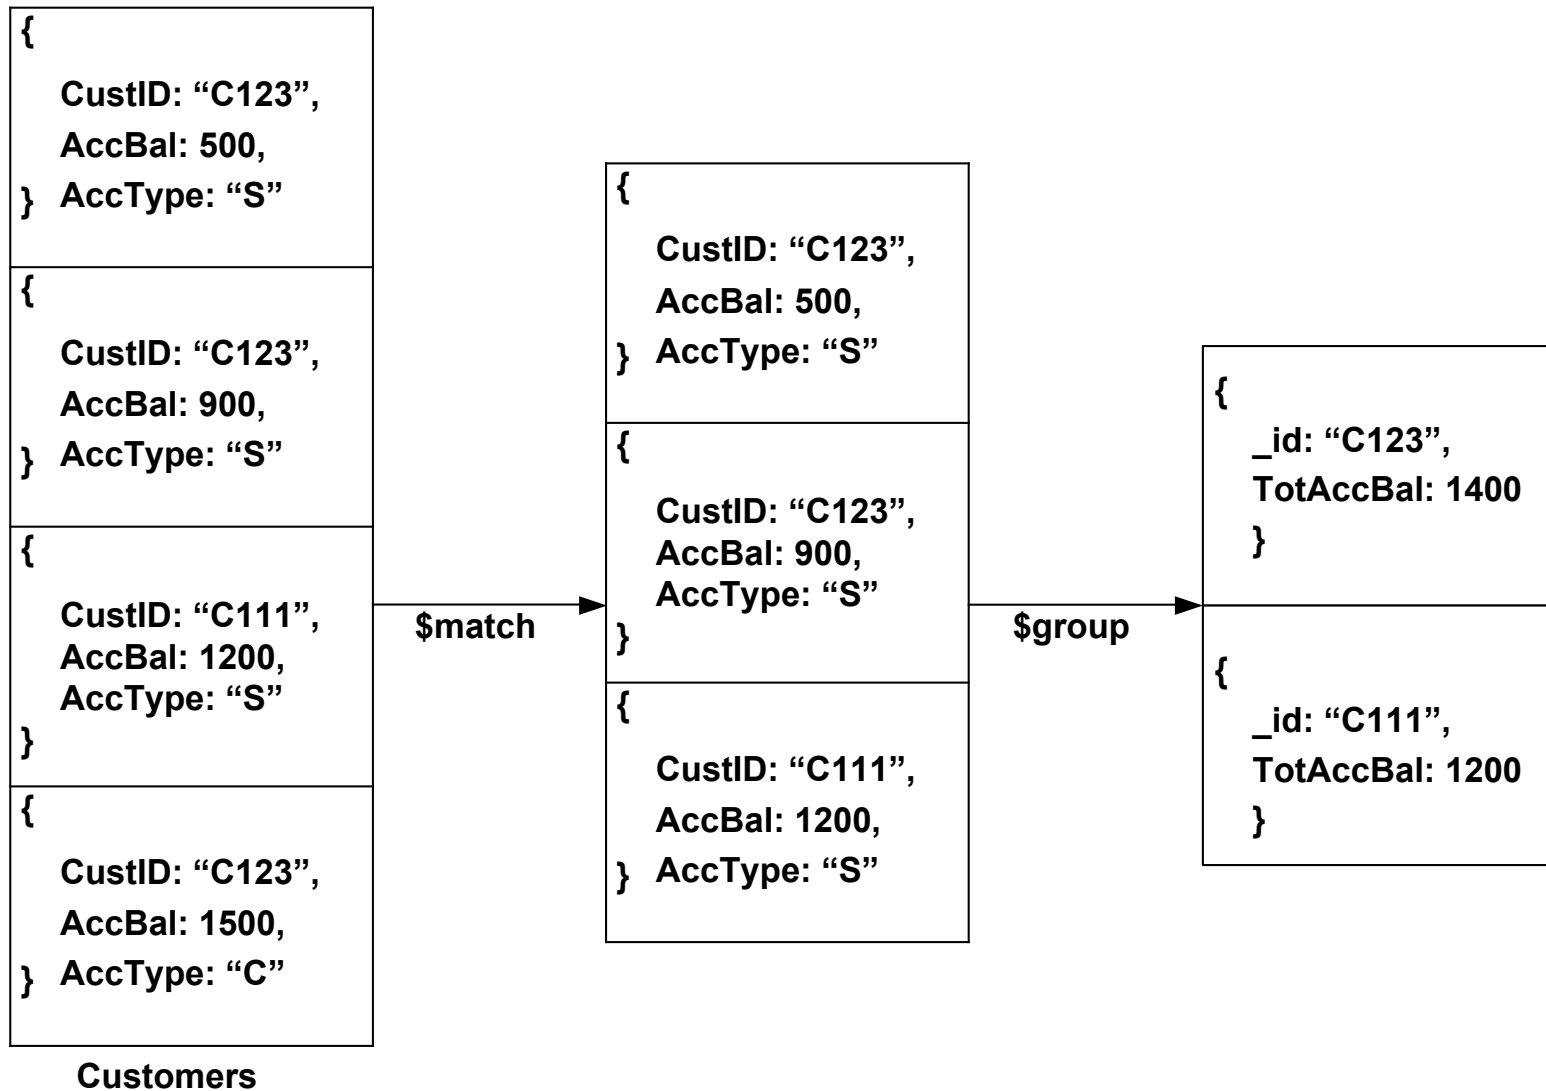 {
CustID: “C123”,
AccBal: 500,
} AccType: “S”
{
CustID: “C123”,
AccBal: 900,
} AccType: “S”
{
CustID: “C111”,
AccBal: 1200,
AccType: “S”
}
{
CustID: “C123”,
AccBal: 1500,
} AccType: “C”
Customers
$match
{
CustID: “C123”,
AccBal: 500,
} AccType: “S”
{
CustID: “C123”,
AccBal: 900,
AccType: “S”
}
{
CustID: “C111”,
AccBal: 1200,
} AccType: “S”
$group
{
_id: “C123”,
TotAccBal: 1400
}
{
_id: “C111”,
TotAccBal: 1200
}